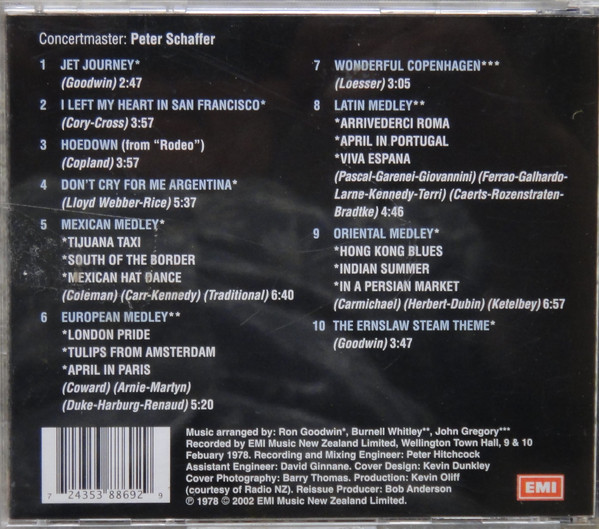 Concertmaster: Peter Schaffer
1 JET JOURNEY*
(Goodwin) 2:47
2 I LEFT MY HEART IN SAN FRANCISCO*
(Cory-Cross) 3:57
3 HOEDOWN (from “Rodeo”)
(Copland) 3:57
4 DON'T CRY FOR ME ARGENTINA*
(Lloyd Webber-Rice) 5:37
5 MEXICAN MEDLEY*
*TIJUANA TAXI
*SOUTH OF THE BORDER
*MEXICAN HAT DANCE
(Coleman) (Carr-Kennedy) (Traditional) 6:40
6 EUROPEAN MEDLEY**
*LONDON PRIDE
*TULIPS FROM AMSTERDAM
*APRIL IN PARIS
(Coward) (Arnie-Martyn)
(Duke-Harburg-Renaud) 5:20
7 WONDERFUL COPENHAGEN***
(Loesser) 3:05
8 LATIN MEDLEY**
*ARRIVEDERCI ROMA
*APRIL IN PORTUGAL
*VIVA ESPANA
(Pascal-Garenei-Giovannini) (Ferrao-Galhardo-
Larne-Kennedy-Terri) (Caerts-Rozenstraten-
Bradtke) 4:46
9 ORIENTAL MEDLEY*
*HONG KONG BLUES
*INDIAN SUMMER
*IN A PERSIAN MARKET
(Carmichael) (Herbert-Dubin) (Ketelbey) 6:57
10 THE ERNSLAW STEAM THEME*
(Goodwin) 3:47
Music arranged by: Ron Goodwin*, Burnell Whitley**, John Gregory***
Recorded by EMI Music New Zealand Limited, Wellington Town Hall, 9 & 10
Febuary 1978. Recording and Mixing Engineer: Peter Hitchcock
Assistant Engineer: David Ginnane. Cover Design: Kevin Dunkley
Cover Photography: Barry Thomas. Production: Kevin Oliff
(courtesy of Radio NZ). Reissue Producer: Bob Anderson
℗ 1978 © 2002 EMI Music New Zealand Limited.
7 24353 88692 9
EMI